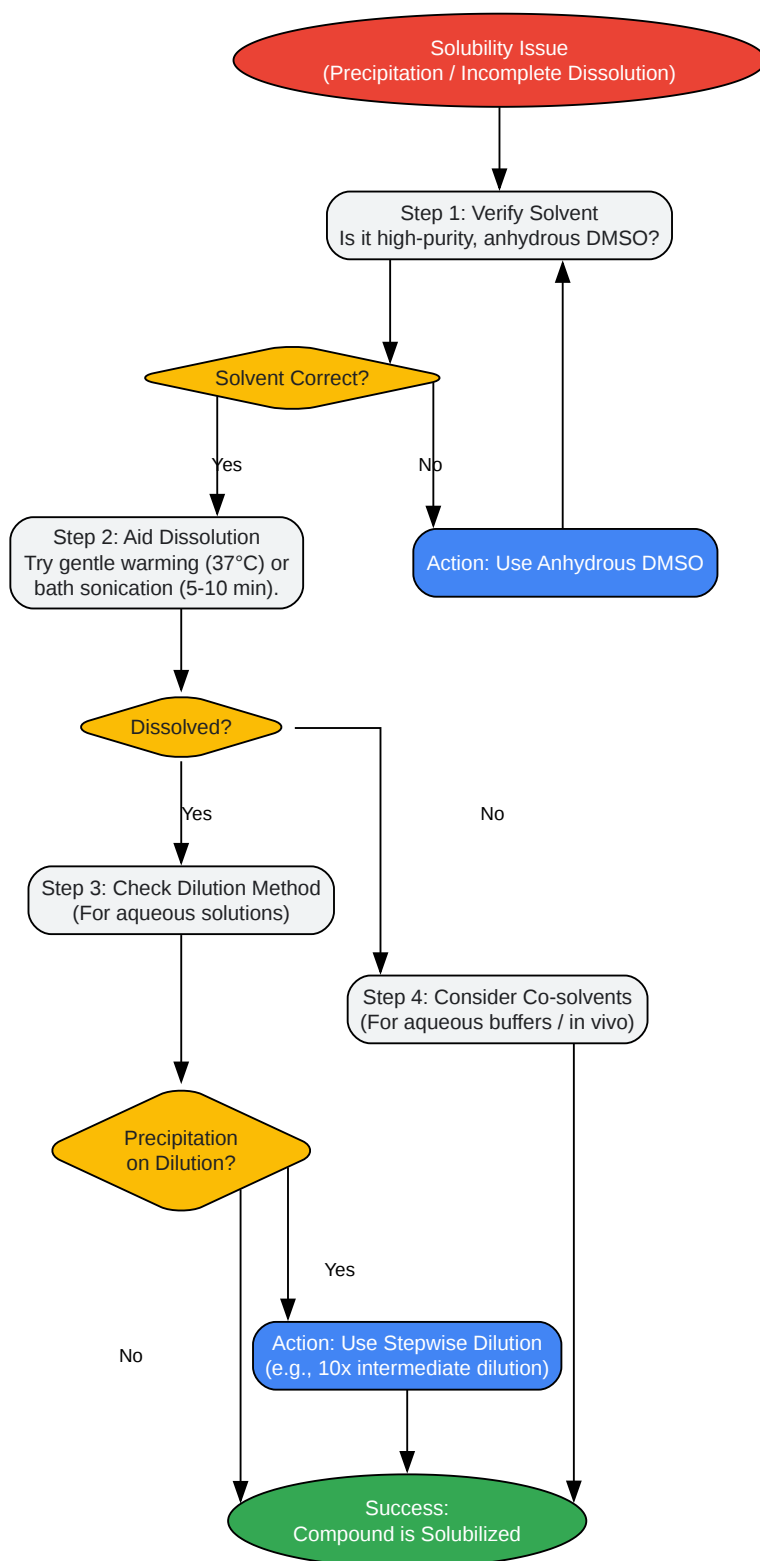 Solubility Issue
(Precipitation / Incomplete Dissolution)
Step 1: Verify Solvent
Is it high-purity, anhydrous DMSO?
Solvent Correct?
Yes
No
Step 2: Aid Dissolution
Try gentle warming (37°C) or
bath sonication (5-10 min).
Action: Use Anhydrous DMSO
Dissolved?
Yes
No
Step 3: Check Dilution Method
(For aqueous solutions)
Step 4: Consider Co-solvents
(For aqueous buffers / in vivo)
Precipitation
on Dilution?
Yes
No
Action: Use Stepwise Dilution
(e.g., 10x intermediate dilution)
Success:
Compound is Solubilized